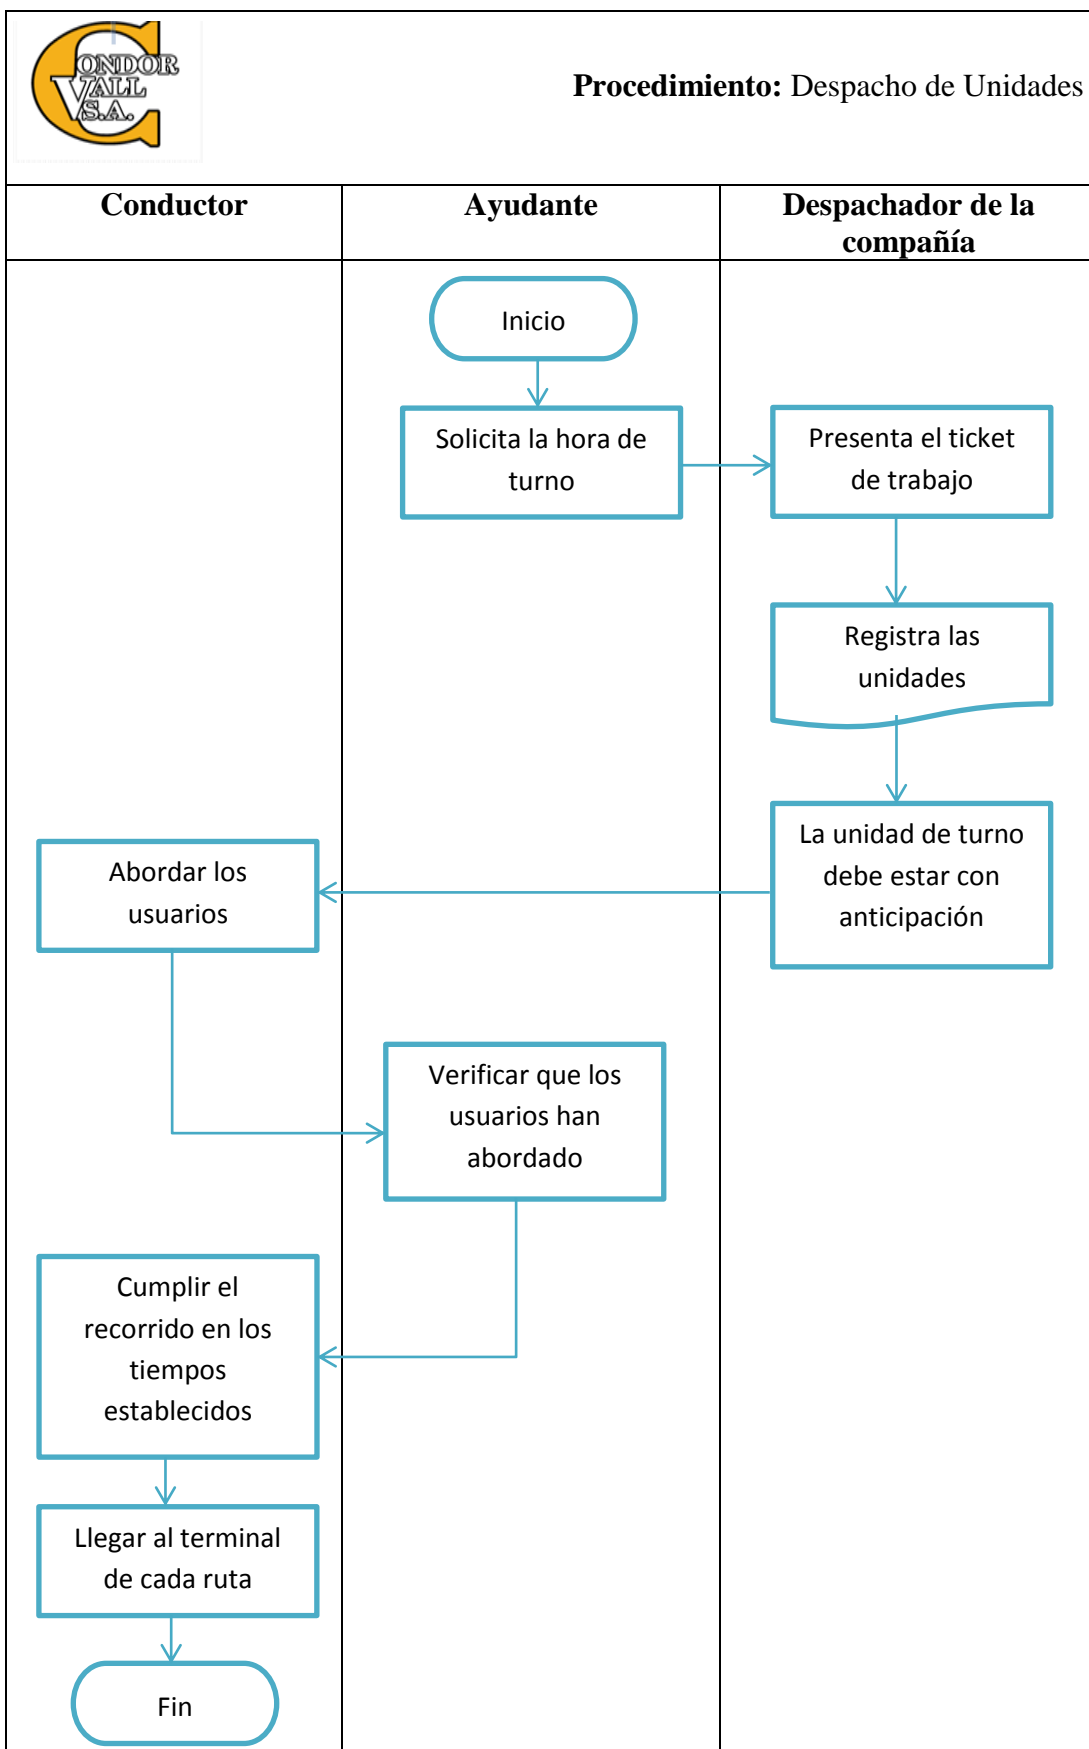 CONDOR
VALL
S.A.
Procedimiento: Despacho de Unidades
Conductor
Ayudante
Despachador de la
compañía
Inicio
Solicita la hora de
turno
Presenta el ticket
de trabajo
Registra las
unidades
La unidad de turno
debe estar con
anticipación
Abordar los
usuarios
Verificar que los
usuarios han
abordado
Cumplir el
recorrido en los
tiempos
establecidos
Llegar al terminal
de cada ruta
Fin